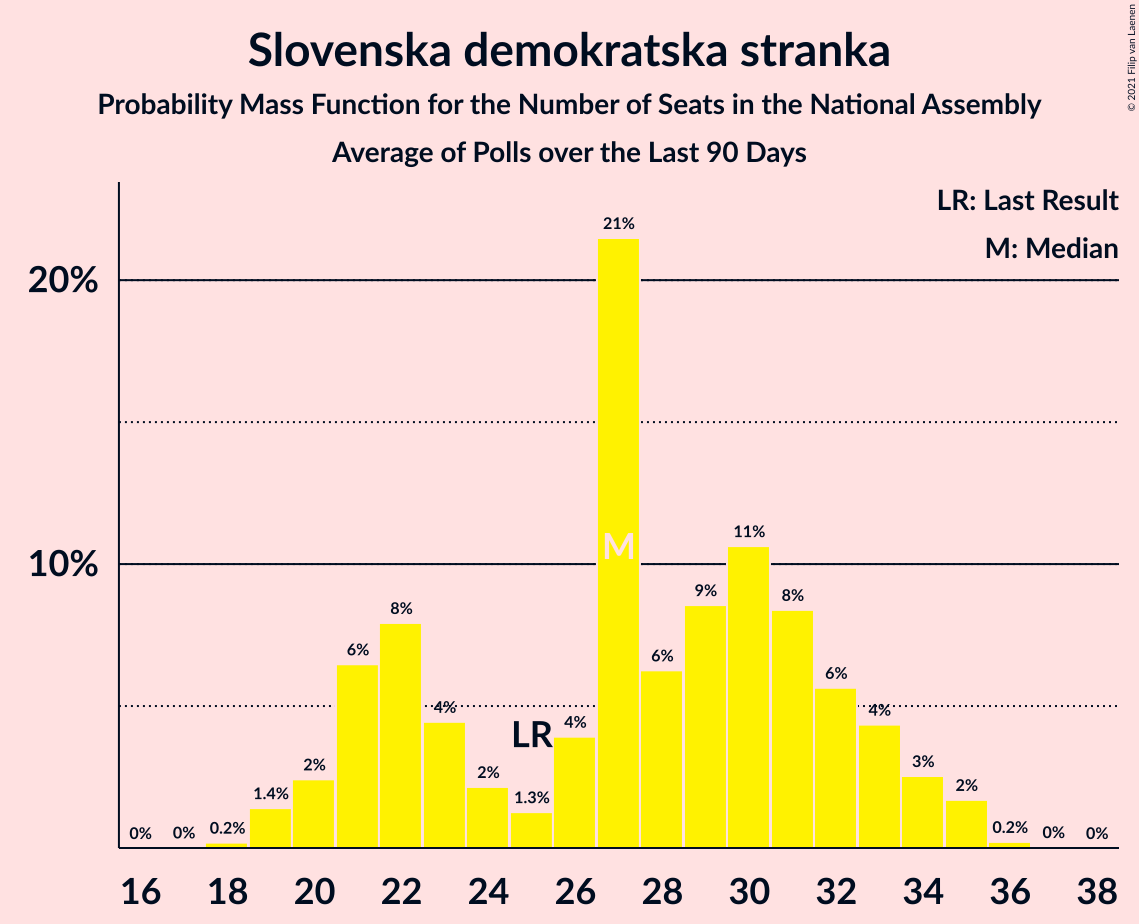 Slovenska demokratska stranka
Probability Mass Function for the Number of Seats in the National Assembly
Average of Polls over the Last 90 Days
© 2021 Filip van Laenen
LR: Last Result
M: Median
20%
10%
0%
0%
0.2%
1.4%
2%
6%
8%
4%
2%
1.3%
4%
21%
6%
9%
11%
8%
6%
4%
3%
2%
0.2%
0%
0%
LR
M
16 18 20 22 24 26 28 30 32 34 36 38